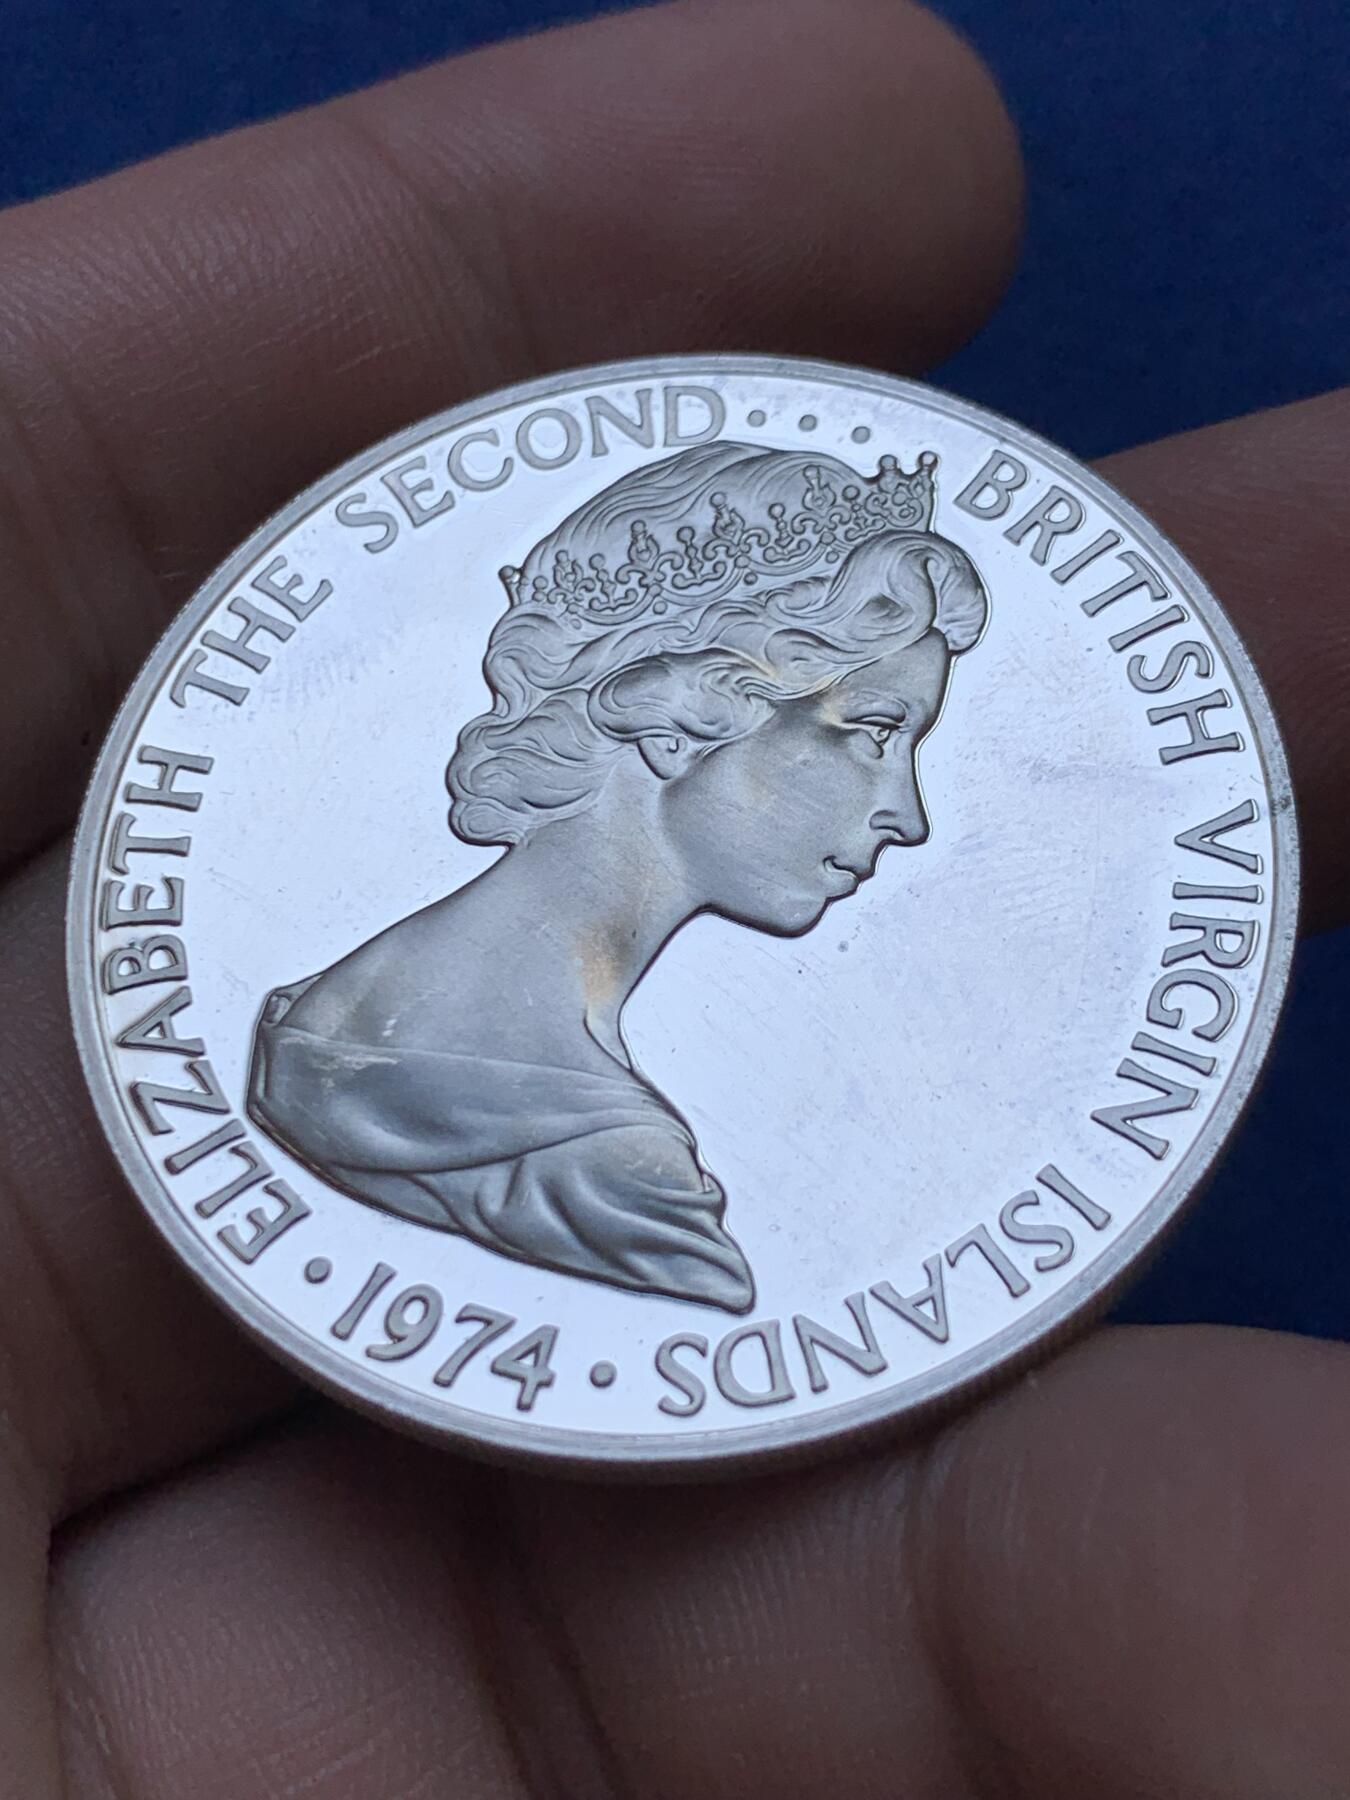 ELIZABETH THE SECOND... BRITISH VIRGIN ISLANDS
• 1974 •